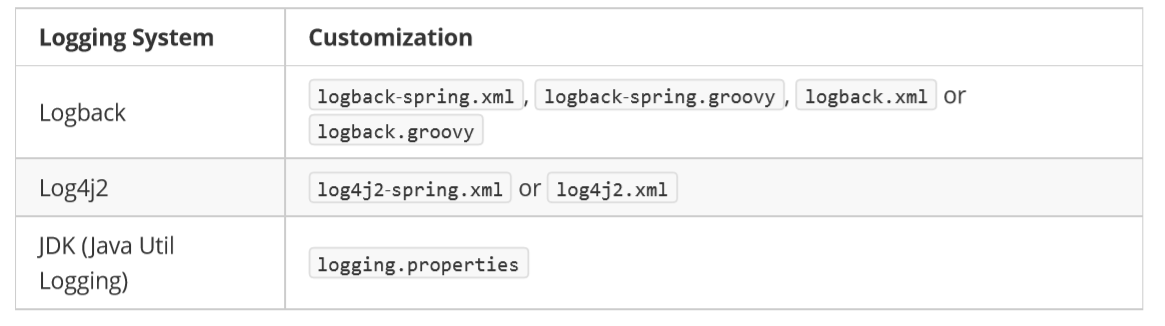 Logging System
Customization
Logback
logback-spring.xml, logback-spring.groovy, logback.xml or
logback.groovy
Log4j2
log4j2-spring.xml or log4j2.xml
JDK (Java Util
Logging)
logging.properties